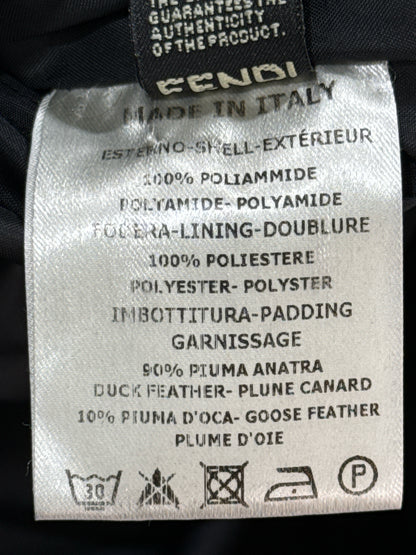 GUARANTEES THE
AUTHENTICITY
OF THE PRODUCT.
FENDI
MADE IN ITALY
ESTERNO-SHELL-EXTÉRIEUR
100% POLIAMMIDE
POLYAMIDE- POLYAMIDE
FODERA-LINING-DOUBLURE
100% POLIESTERE
POLYESTER- POLYSTER
IMBOTTITURA-PADDING
GARNISSAGE
90% PIUMA ANATRA
DUCK FEATHER- PLUNE CANARD
10% PIUMA D'OCA- GOOSE FEATHER
PLUME D'OIE
30 P